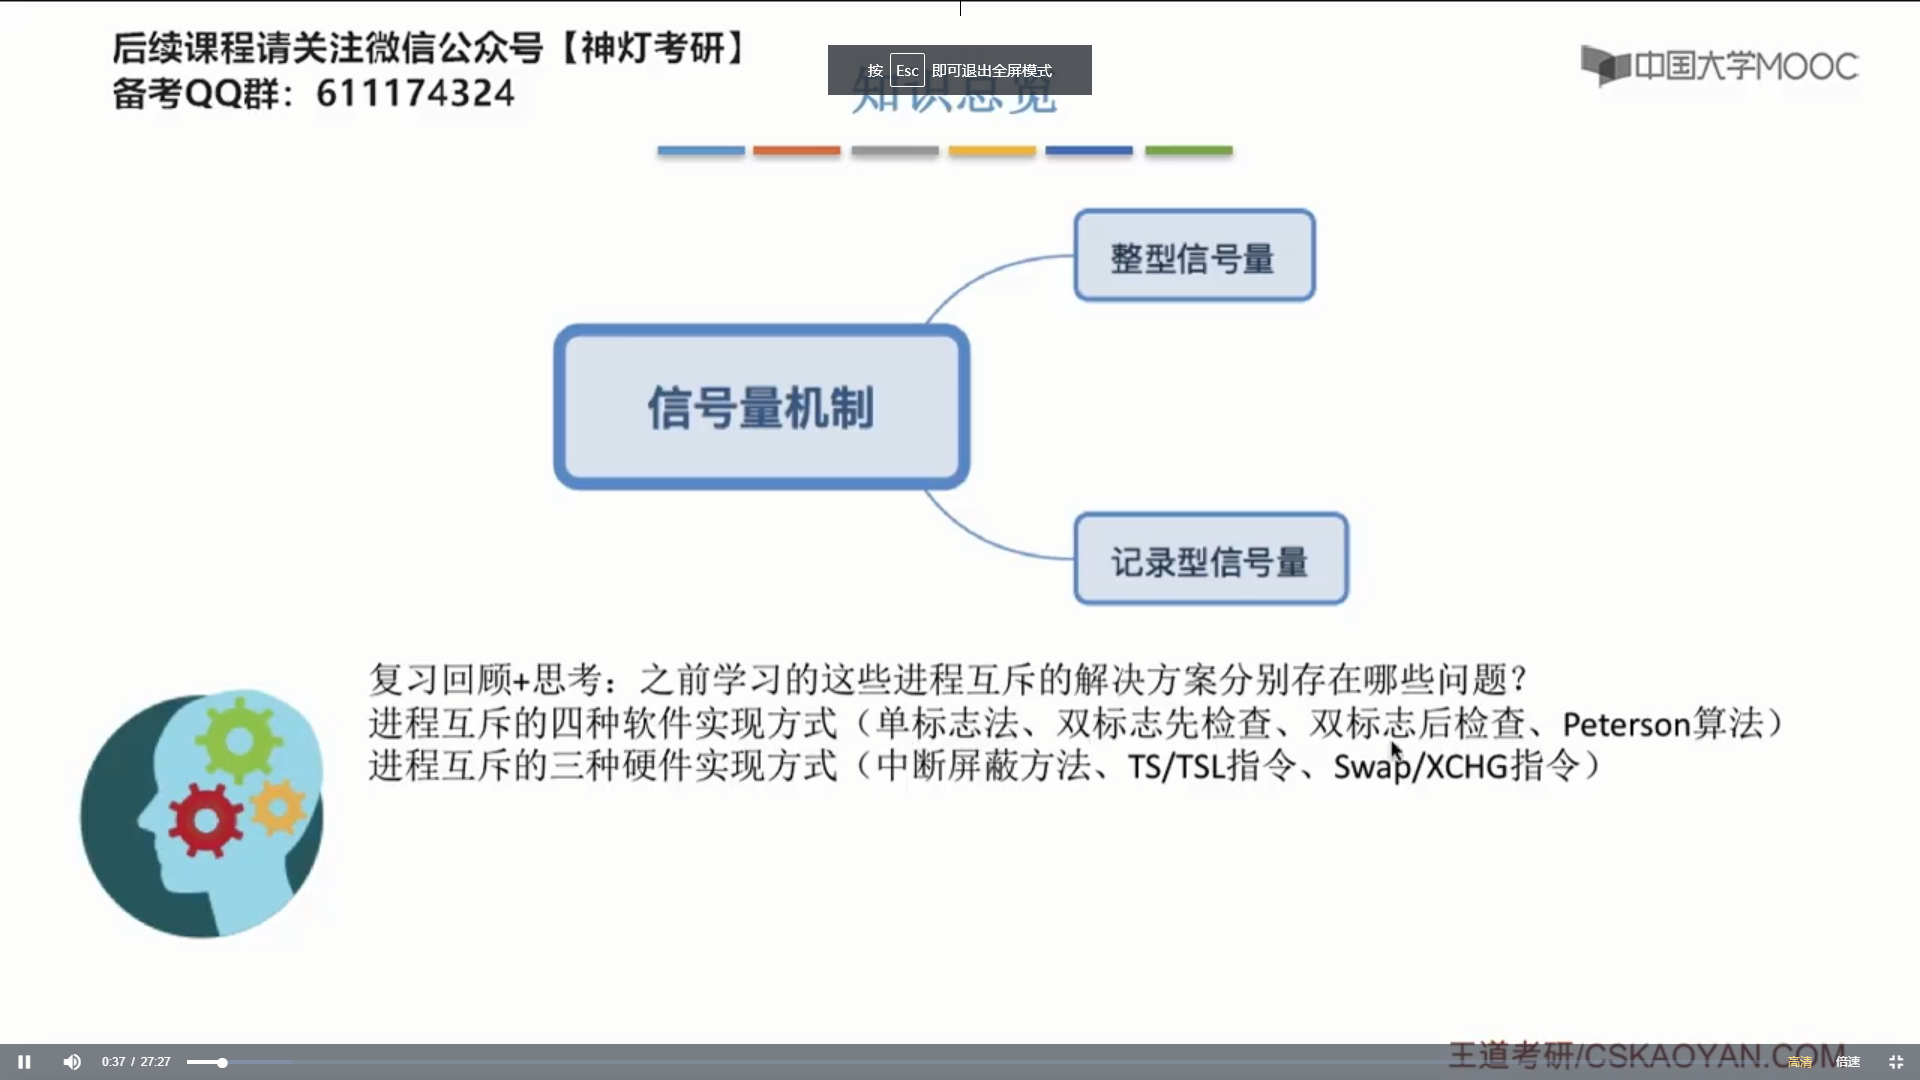 后续课程请关注微信公众号【神灯考研】
备考QQ群：611174324
按 Esc 即可退出全屏模式
知识总览
中国大学MOOC
整型信号量
信号量机制
记录型信号量
复习回顾+思考：之前学习的这些进程互斥的解决方案分别存在哪些问题？
进程互斥的四种软件实现方式（单标志法、双标志先检查、双标志后检查、Peterson算法）
进程互斥的三种硬件实现方式（中断屏蔽方法、TS/TSL指令、Swap/XCHG指令）
王道考研/CSKAOYAN.COM
0:37 / 27:27
高清
倍速